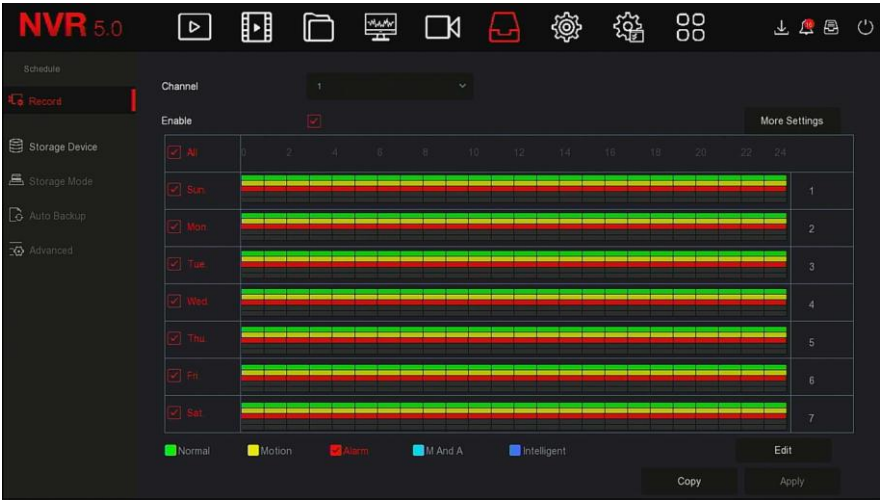 NVR 5.0
16
Schedule
Record
Storage Device
Storage Mode
Auto Backup
Advanced
Channel 1
Enable
More Settings
All 0 2 4 6 8 10 12 14 16 18 20 22 24
Sun. 1
Mon. 2
Tue. 3
Wed. 4
Thu. 5
Fri. 6
Sat. 7
Normal Motion Alarm M And A Intelligent Edit
Copy Apply